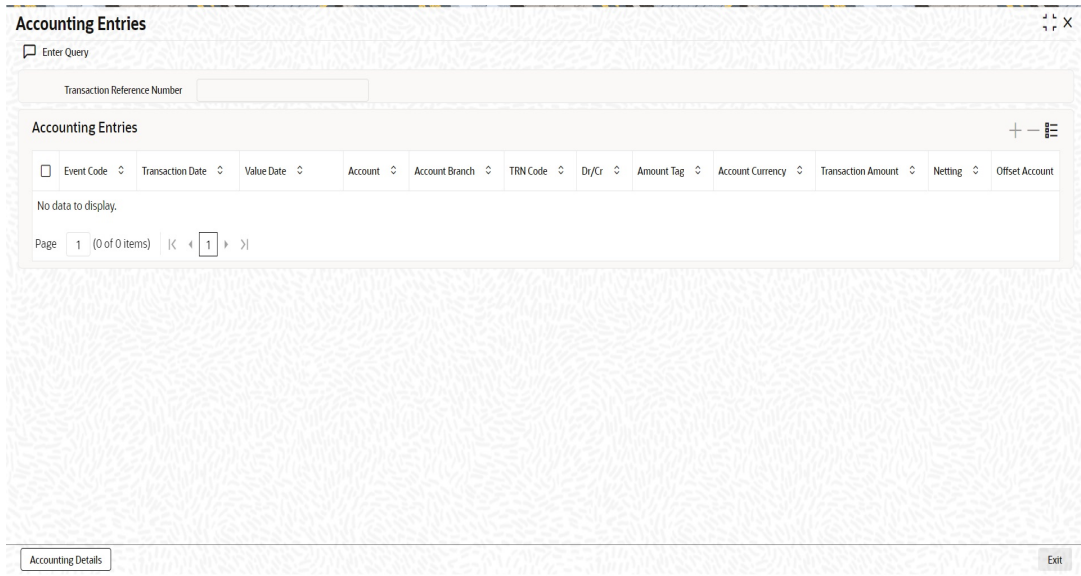 Accounting Entries
Enter Query
Transaction Reference Number
Accounting Entries
Event Code Transaction Date Value Date Account Account Branch TRN Code Dr/Cr Amount Tag Account Currency Transaction Amount Netting Offset Account
No data to display.
Page 1 (0 of 0 items) 1
Accounting Details Exit